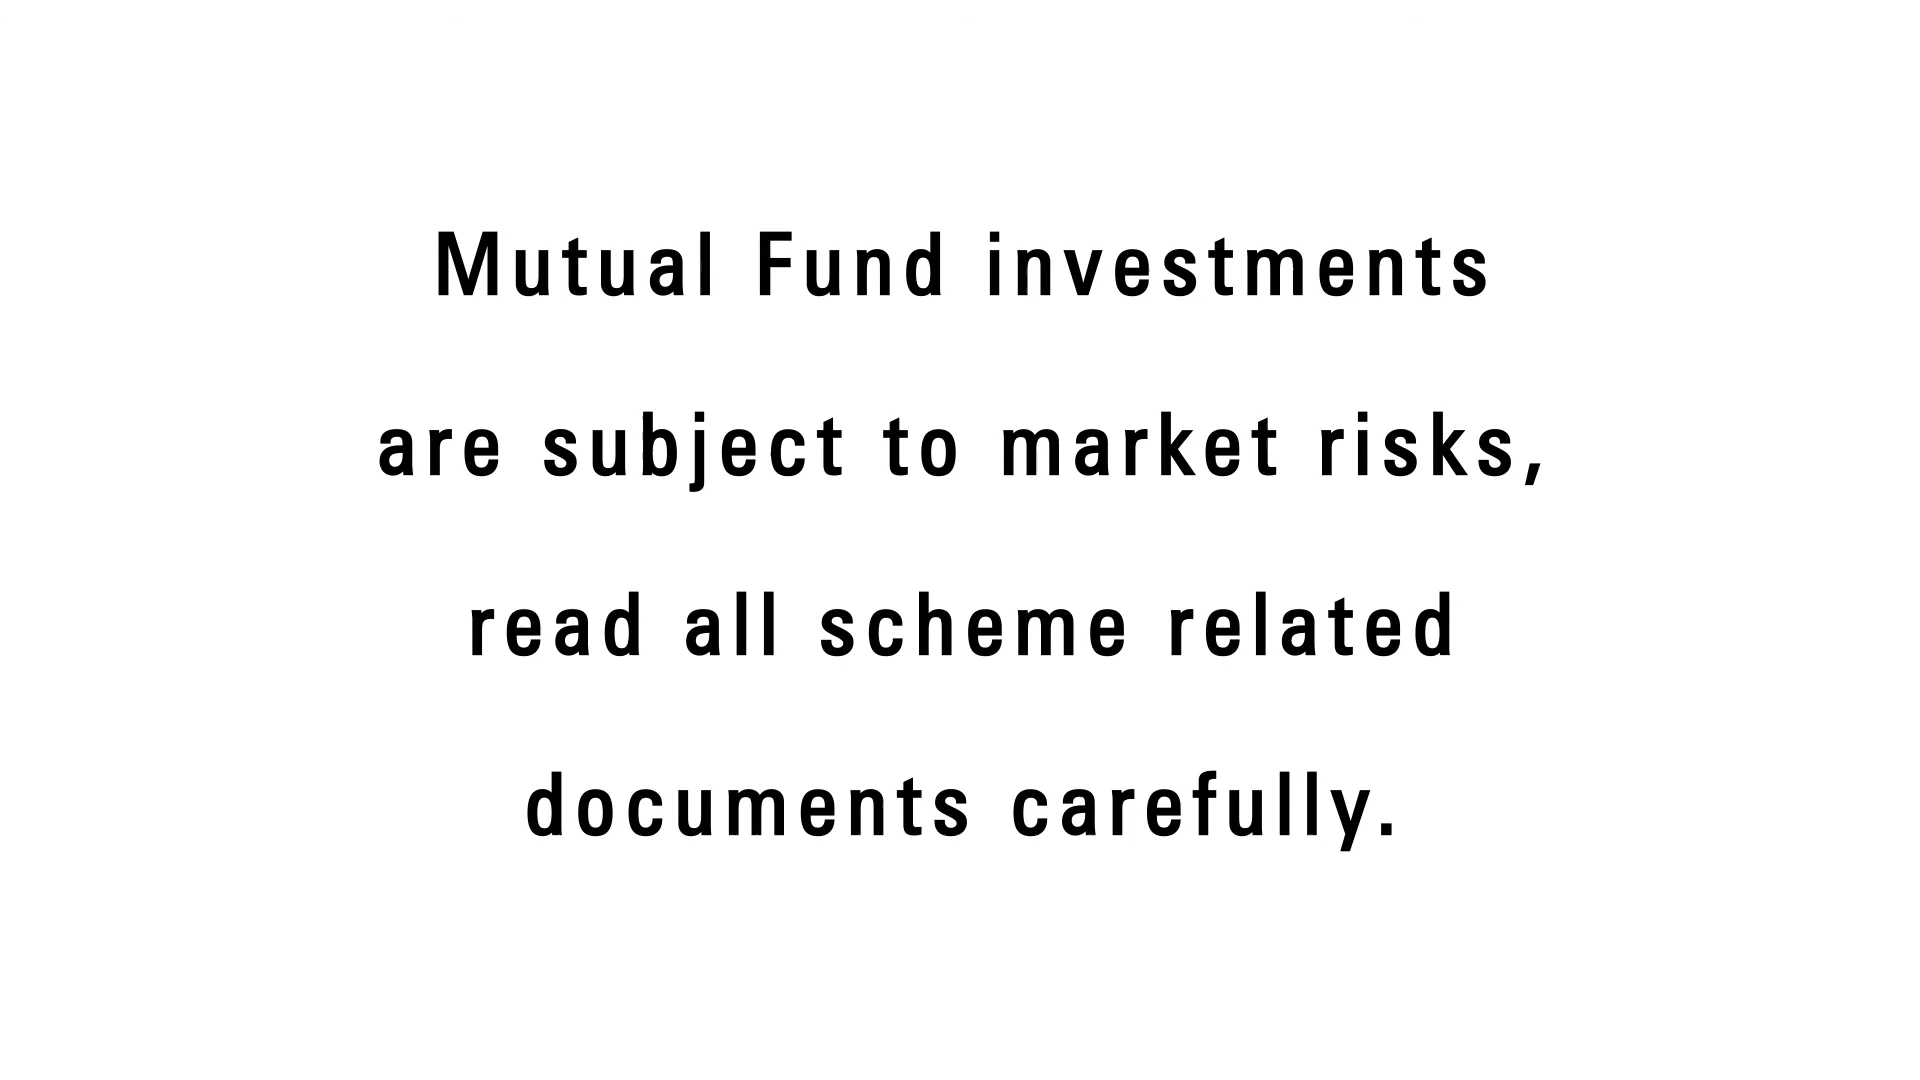 Mutual Fund investments
are subject to market risks,
read all scheme related
documents carefully.